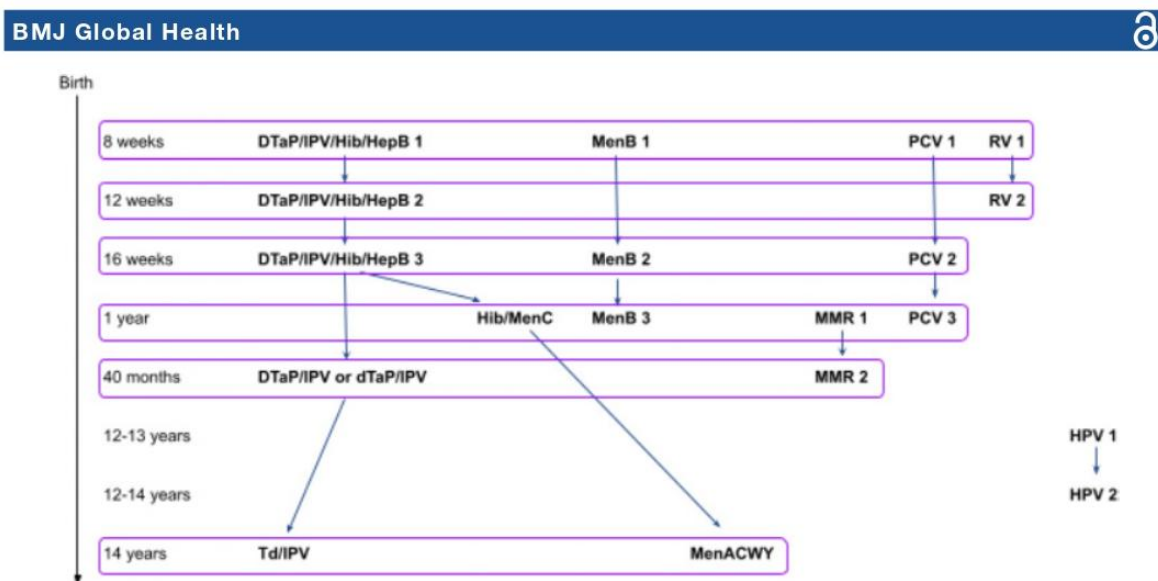 BMJ Global Health
Birth
8 weeks DTaP/IPV/Hib/HepB 1 MenB 1 PCV 1 RV 1
12 weeks DTaP/IPV/Hib/HepB 2 RV 2
16 weeks DTaP/IPV/Hib/HepB 3 MenB 2 PCV 2
1 year Hib/MenC MenB 3 MMR 1 PCV 3
40 months DTaP/IPV or dTaP/IPV MMR 2
12-13 years HPV 1
12-14 years HPV 2
14 years Td/IPV MenACWY